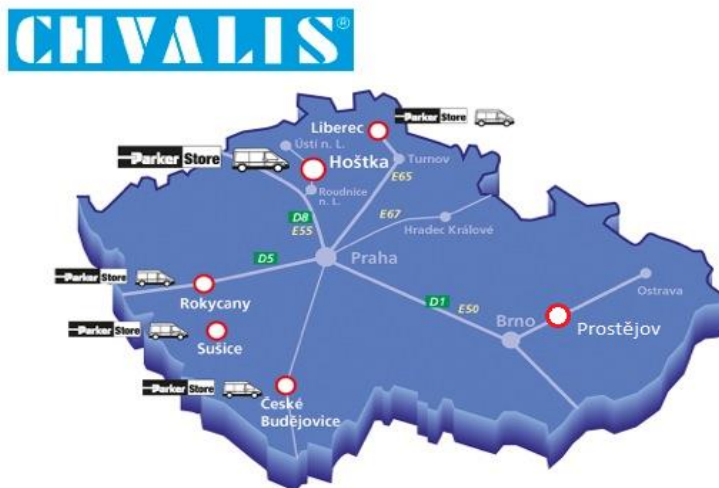 CHVALIS®
Parker Store
Liberec
Ústí n. L.
Parker Store
Hoštka
Turnov
Roudnice
n. L.
E65
D8
E55
E67
Hradec Králové
D5
Praha
Parker Store
Rokycany
D1
E50
Ostrava
Brno
Prostějov
Parker Store
Sušice
Parker Store
České
Budějovice